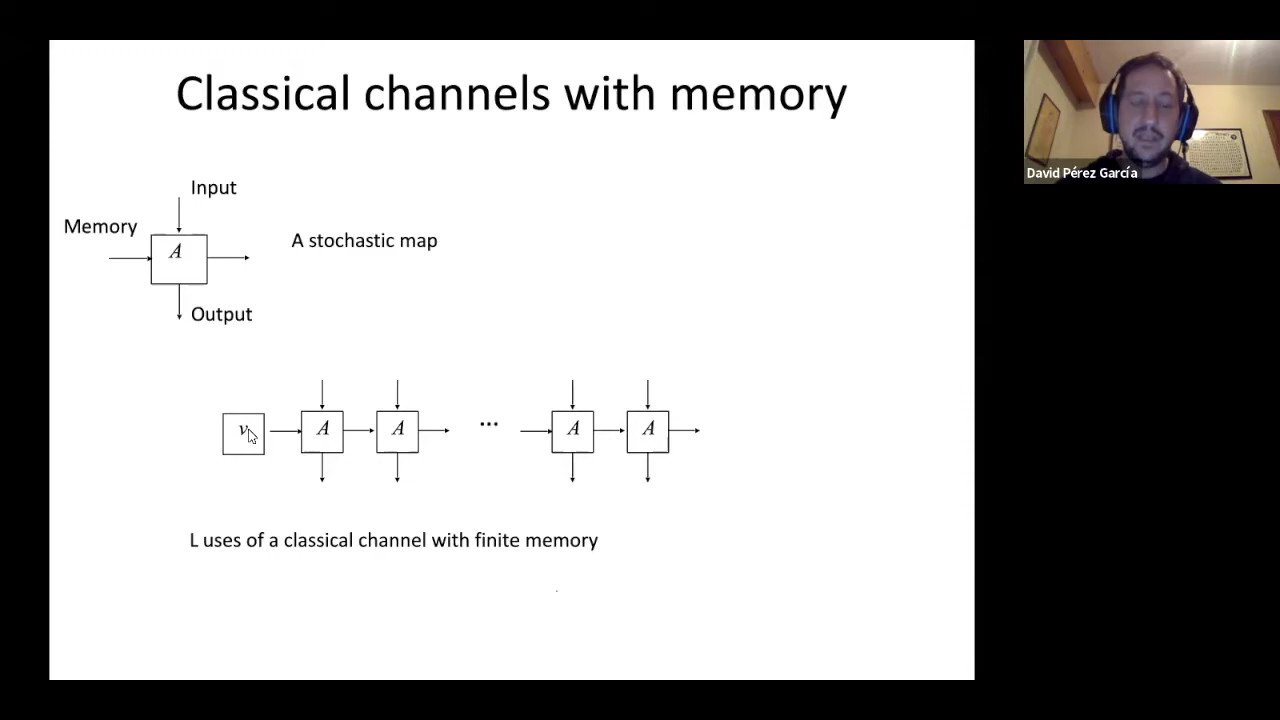 Classical channels with memory
Input
Memory
A
A stochastic map
Output
v
A
A
...
A
A
L uses of a classical channel with finite memory
David Pérez García